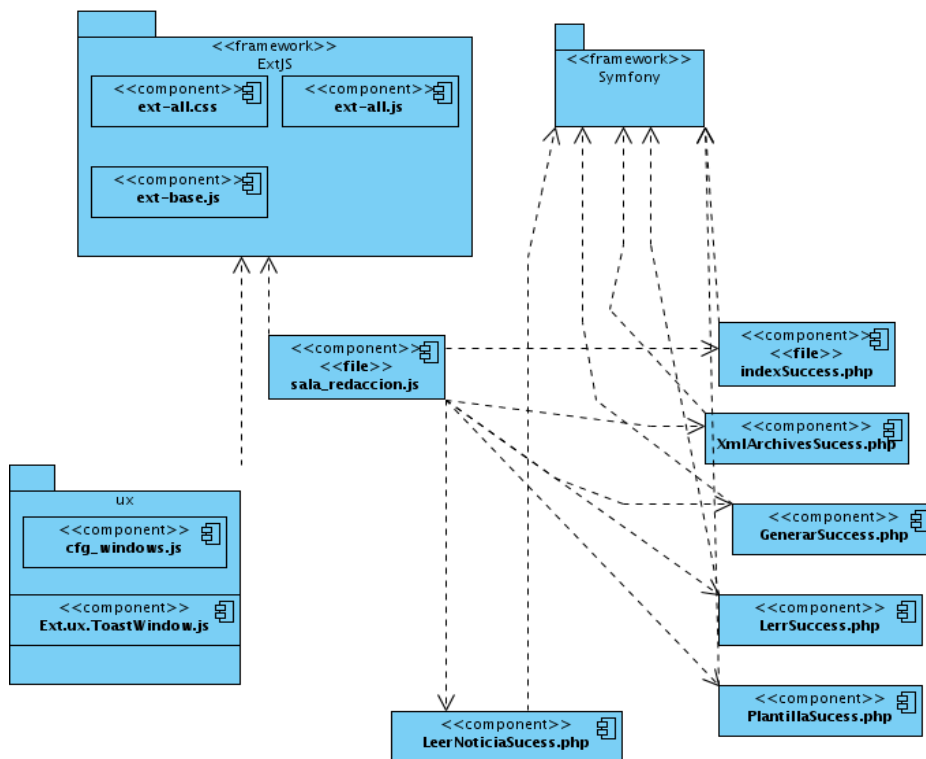 <<framework>>
ExtJS
<<component>>
ext-all.css
<<component>>
ext-all.js
<<component>>
ext-base.js
<<framework>>
Symfony
<<component>>
<<file>>
sala_redaccion.js
<<component>>
<<file>>
indexSuccess.php
<<component>>
XmlArchivesSucess.php
ux
<<component>>
cfg_windows.js
<<component>>
Ext.ux.ToastWindow.js
<<component>>
GenerarSuccess.php
<<component>>
LerrSuccess.php
<<component>>
PlantillaSucess.php
<<component>>
LeerNoticiaSucess.php